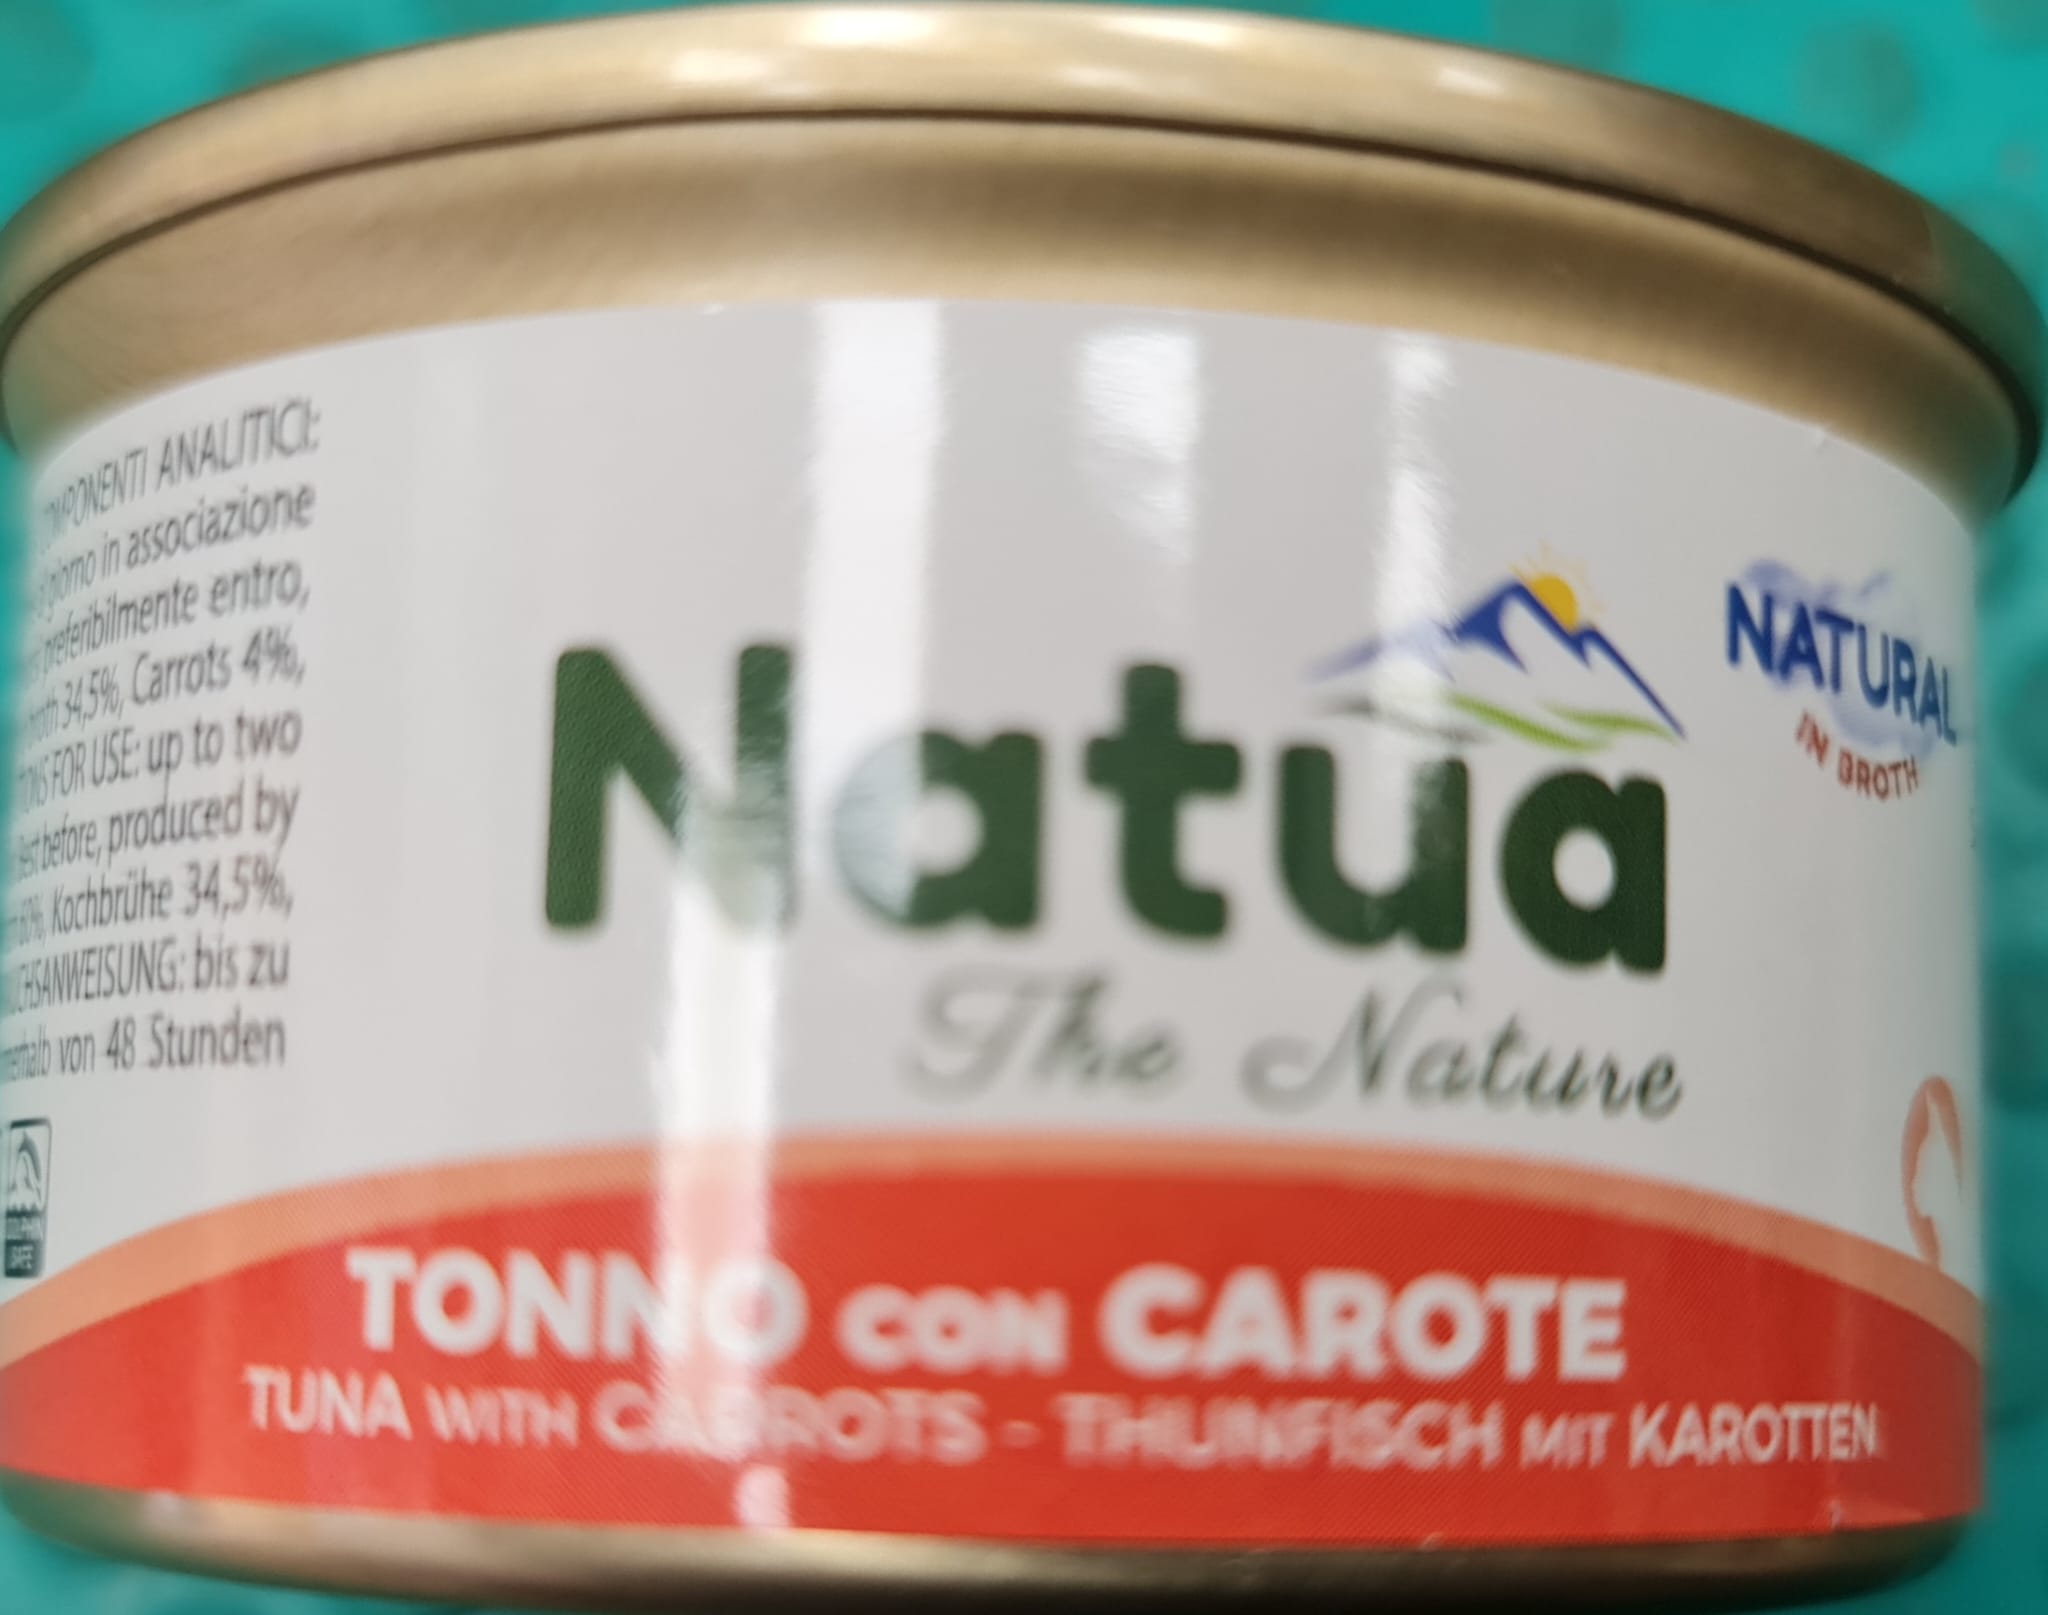 COMPONENTI ANALITICI:
giorno in associazione
preferibilmente entro,
broth 34,5%, Carrots 4%,
FOR USE: up to two
Best before, produced by
60%, Kochbrühe 34,5%,
bis zu
von 48 Stunden
Natua
The Nature
NATURAL
IN BROTH
TONNO CON CAROTE
TUNA WITH CARROTS - THUNFISCH MIT KAROTTEN